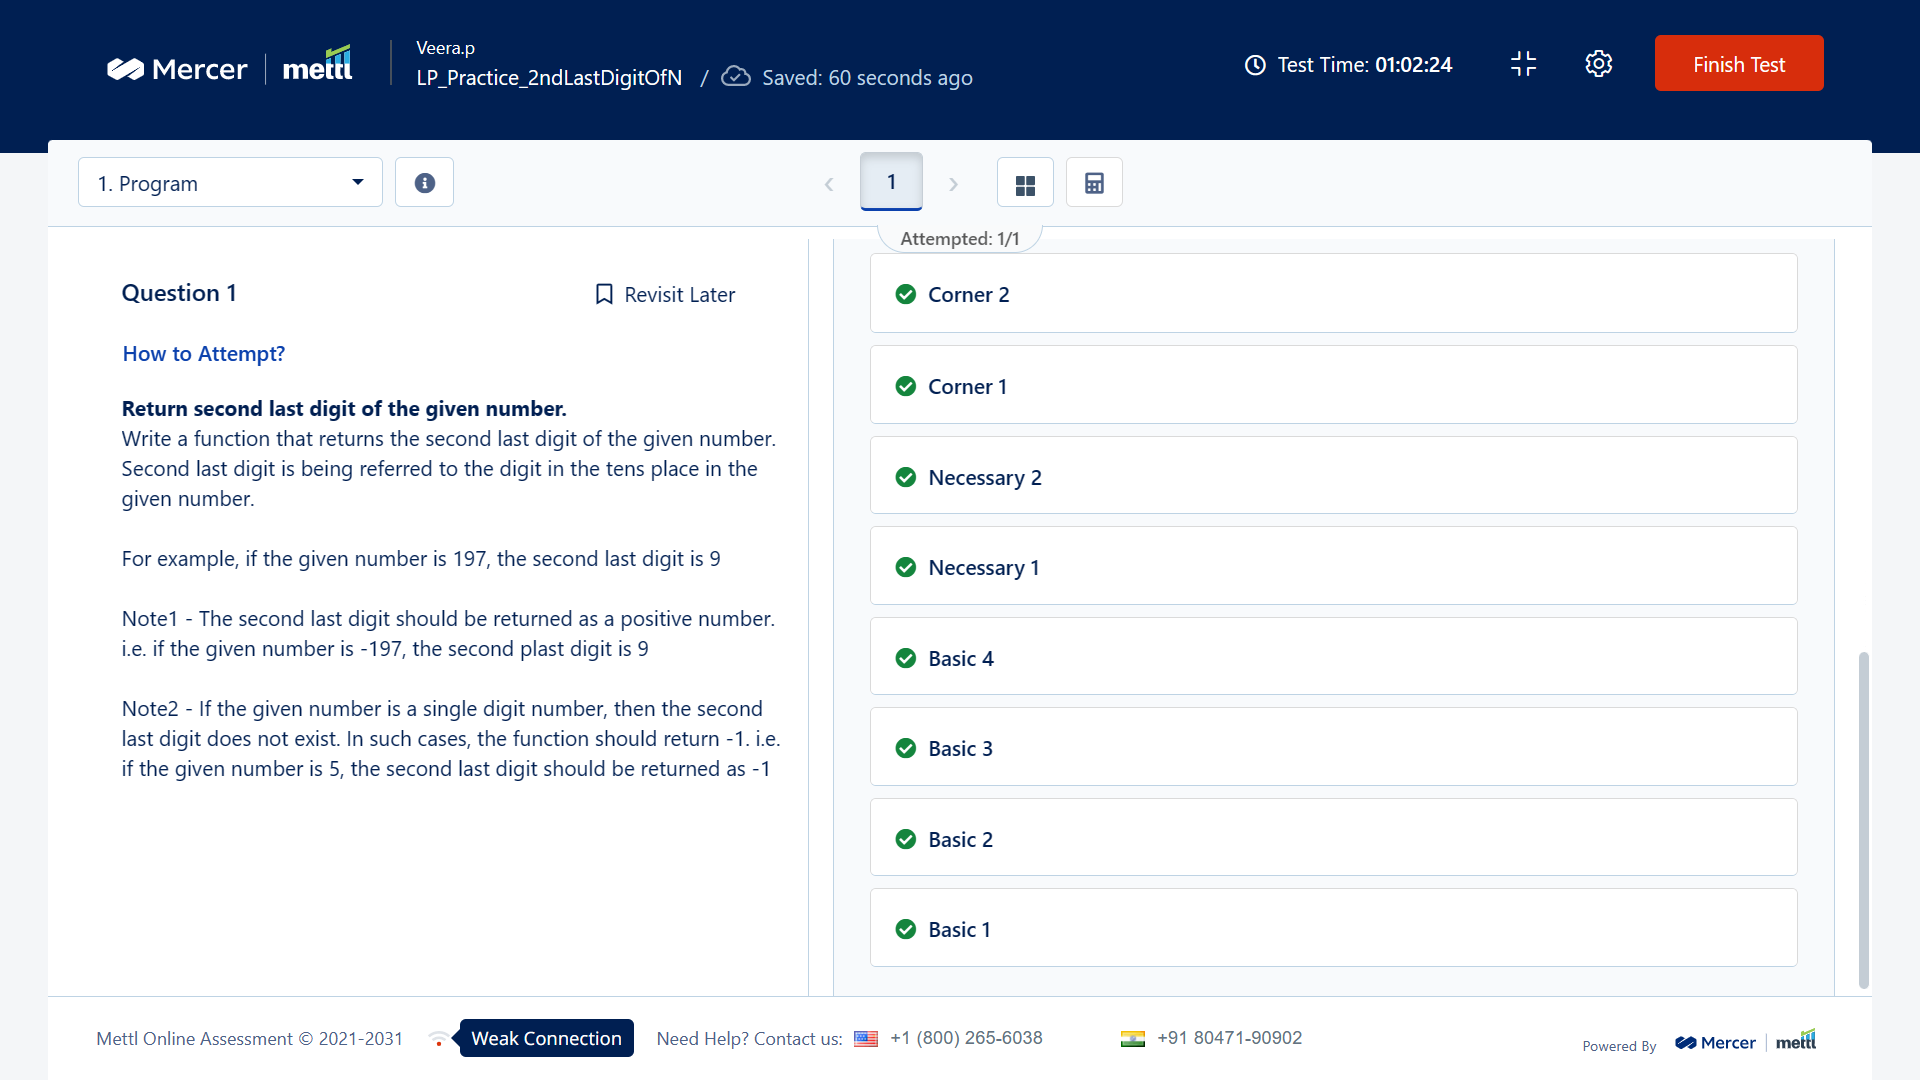 Mercer
mettl
Veera.p
LP_Practice_2ndLastDigitOfN / Saved: 60 seconds ago
Test Time: 01:02:24
Finish Test
1. Program
1
Attempted: 1/1
Question 1
Revisit Later
How to Attempt?
Return second last digit of the given number.
Write a function that returns the second last digit of the given number.
Second last digit is being referred to the digit in the tens place in the
given number.
For example, if the given number is 197, the second last digit is 9
Note1 - The second last digit should be returned as a positive number.
i.e. if the given number is -197, the second plast digit is 9
Note2 - If the given number is a single digit number, then the second
last digit does not exist. In such cases, the function should return -1. i.e.
if the given number is 5, the second last digit should be returned as -1
Corner 2
Corner 1
Necessary 2
Necessary 1
Basic 4
Basic 3
Basic 2
Basic 1
Mettl Online Assessment © 2021-2031
Weak Connection
Need Help? Contact us:
+1 (800) 265-6038
+91 80471-90902
Powered By
Mercer
mettl